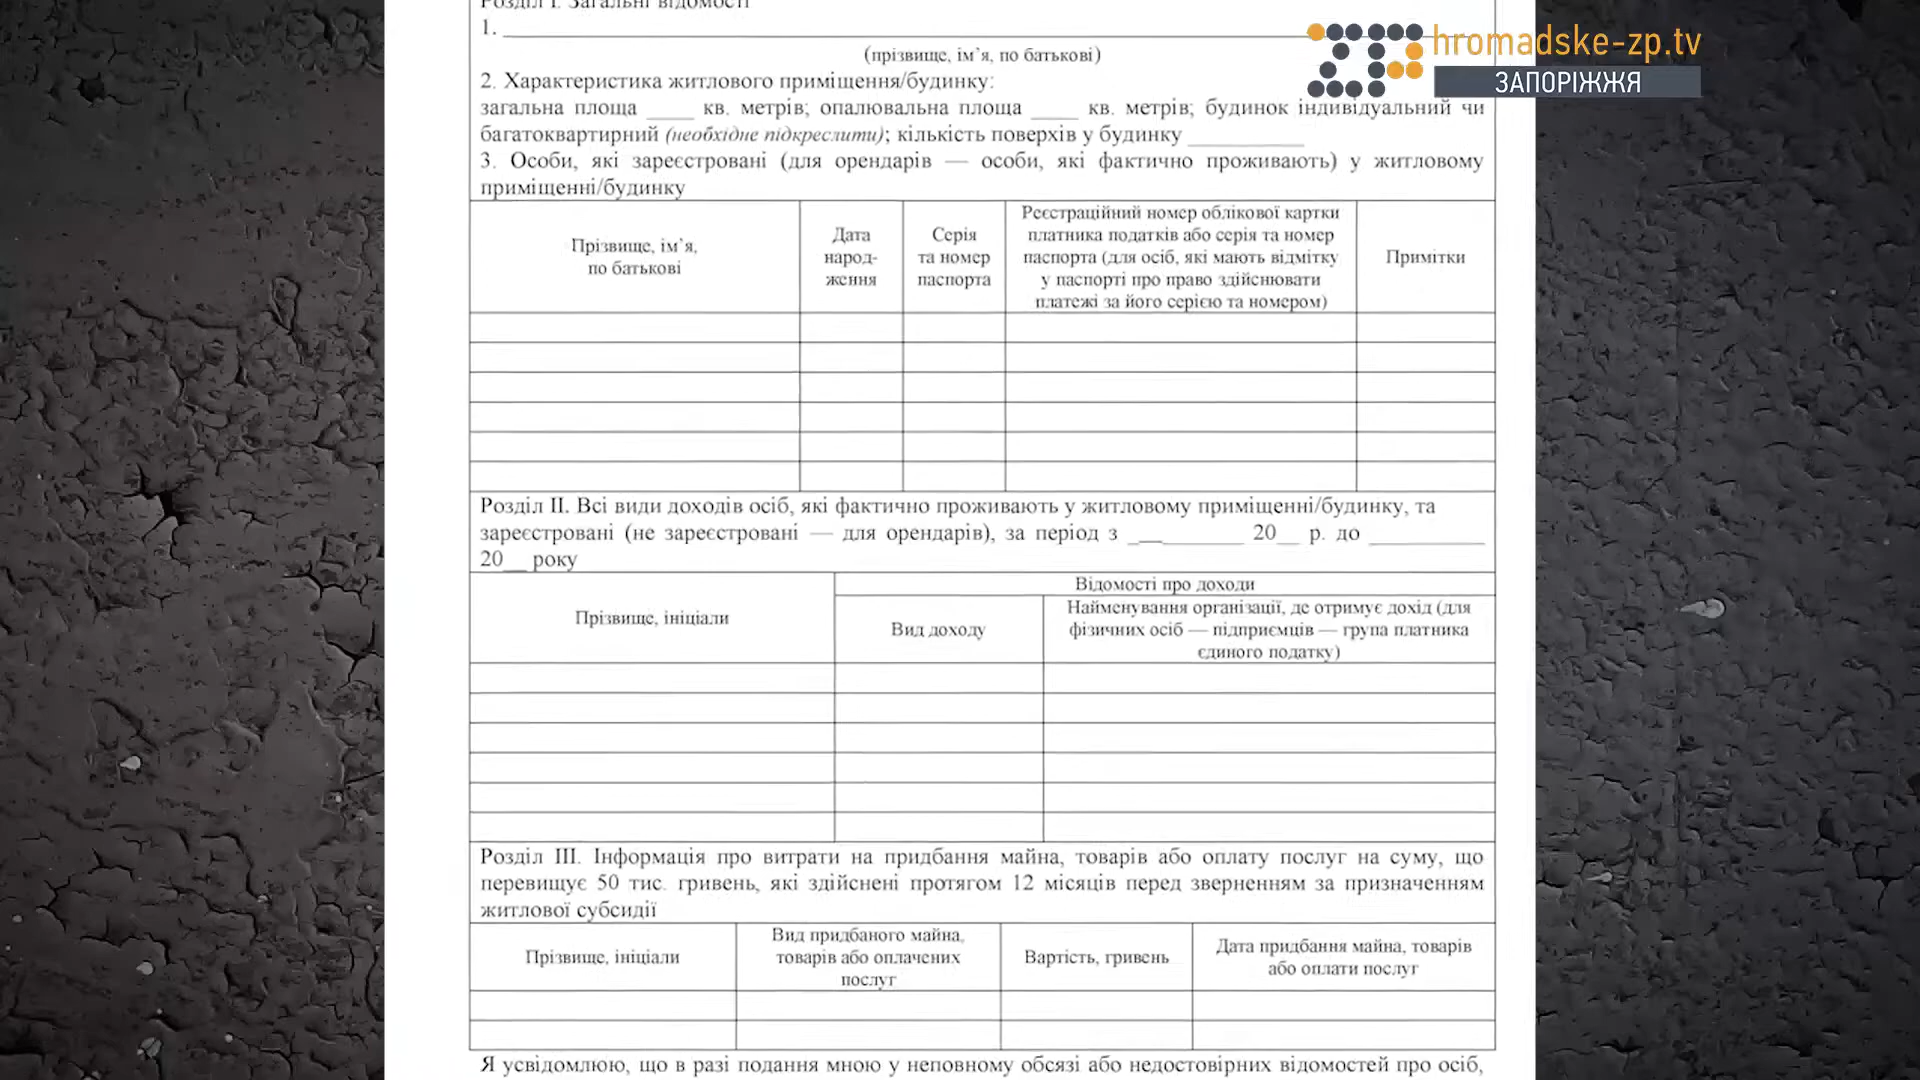 Розділ І. Загальні відомості
1. ___
(прізвище, ім’я, по батькові)
2. Характеристика житлового приміщення/будинку:
загальна площа ____ кв. метрів; опалювальна площа ____ кв. метрів; будинок індивідуальний чи
багатоквартирний (необхідне підкреслити); кількість поверхів у будинку __________
3. Особи, які зареєстровані (для орендарів — особи, які фактично проживають) у житловому
приміщенні/будинку
Прізвище, ім’я,
по батькові
Дата
народ-
ження
Серія
та номер
паспорта
Реєстраційний номер облікової картки
платника податків або серія та номер
паспорта (для осіб, які мають відмітку
у паспорті про право здійснювати
платежі за його серією та номером)
Примітки
Розділ ІІ. Всі види доходів осіб, які фактично проживають у житловому приміщенні/будинку, та
зареєстровані (не зареєстровані — для орендарів), за період з __________ 20__ р. до __________
20__ року
Прізвище, ініціали
Відомості про доходи
Вид доходу
Найменування організації, де отримує дохід (для
фізичних осіб — підприємців — група платника
єдиного податку)
Розділ ІІІ. Інформація про витрати на придбання майна, товарів або оплату послуг на суму, що
перевищує 50 тис. гривень, які здійснені протягом 12 місяців перед зверненням за призначенням
житлової субсидії
Прізвище, ініціали
Вид придбаного майна,
товарів або оплачених
послуг
Вартість, гривень
Дата придбання майна, товарів
або оплати послуг
Я усвідомлюю, що в разі подання мною у неповному обсязі або недостовірних відомостей про осіб,
ZP hromadske-zp.tv
ЗАПОРІЖЖЯ